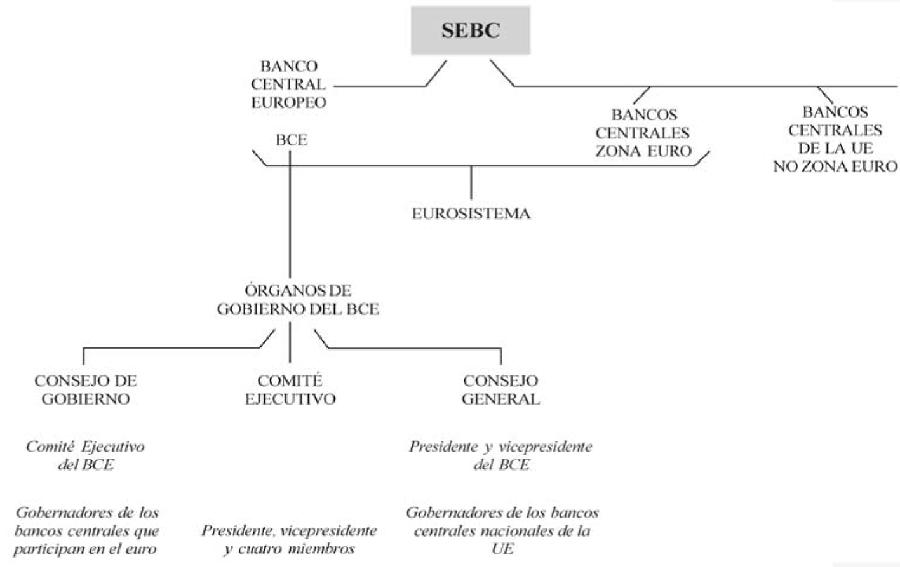 SEBC
BANCO
CENTRAL
EUROPEO
BCE
BANCOS
CENTRALES
ZONA EURO
BANCOS
CENTRALES
DE LA UE
NO ZONA EURO
EUROSISTEMA
ÓRGANOS DE
GOBIERNO DEL BCE
CONSEJO DE
GOBIERNO
Comité Ejecutivo
del BCE
Gobernadores de los
bancos centrales que
participan en el euro
COMITÉ
EJECUTIVO
Presidente, vicepresidente
y cuatro miembros
CONSEJO
GENERAL
Presidente y vicepresidente
del BCE
Gobernadores de los bancos
centrales nacionales de la
UE